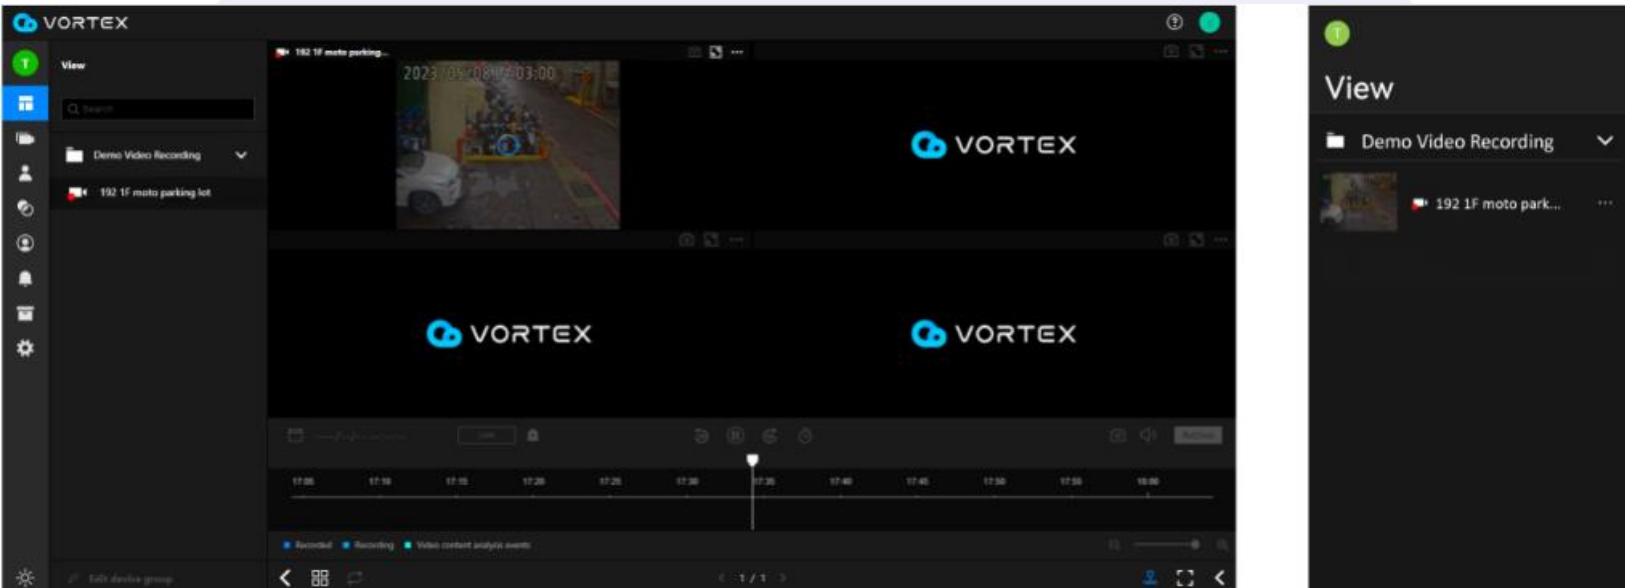 VORTEX
T
View
Search
Demo Video Recording
192 1F moto parking lot
Edit device group
192 1F moto parking...
VORTEX
VORTEX
VORTEX
17:05 17:10 17:15 17:20 17:25 17:30 17:35 17:40 17:45 17:50 17:55 18:00
Recorded Recording Video content analysis events
1 / 1
T
View
Demo Video Recording
192 1F moto park...